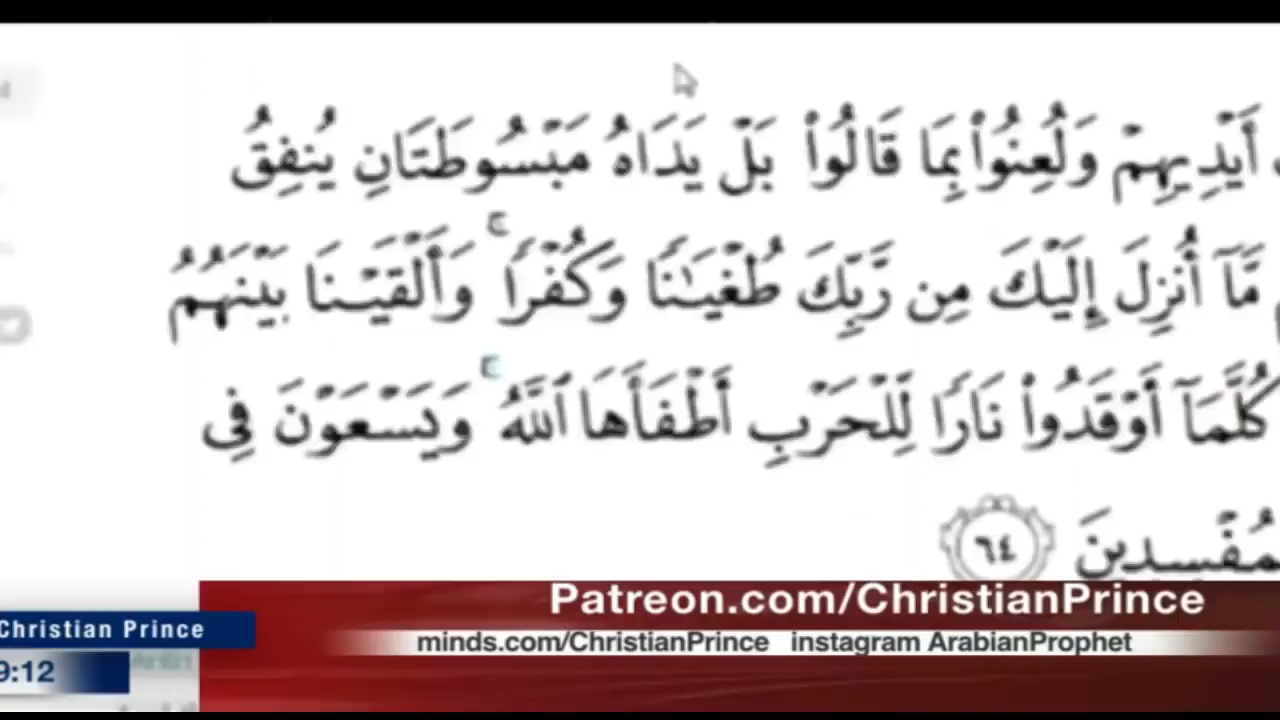 أَيْدِيهِمْ وَلُعِنُوا۟ بِمَا قَالُوا۟ بَلْ يَدَاهُ مَبْسُوطَتَانِ يُنفِقُ
مَّآ أُنزِلَ إِلَيْكَ مِن رَّبِّكَ طُغْيَـٰنًا وَكُفْرًا ۚ وَأَلْقَيْنَا بَيْنَهُمُ
كُلَّمَآ أَوْقَدُوا۟ نَارًا لِّلْحَرْبِ أَطْفَأَهَا ٱللَّهُ ۚ وَيَسْعَوْنَ فِى
مُفْسِدِينَ ٦٤
Patreon.com/ChristianPrince
Christian Prince
minds.com/ChristianPrince instagram ArabianProphet
9:12